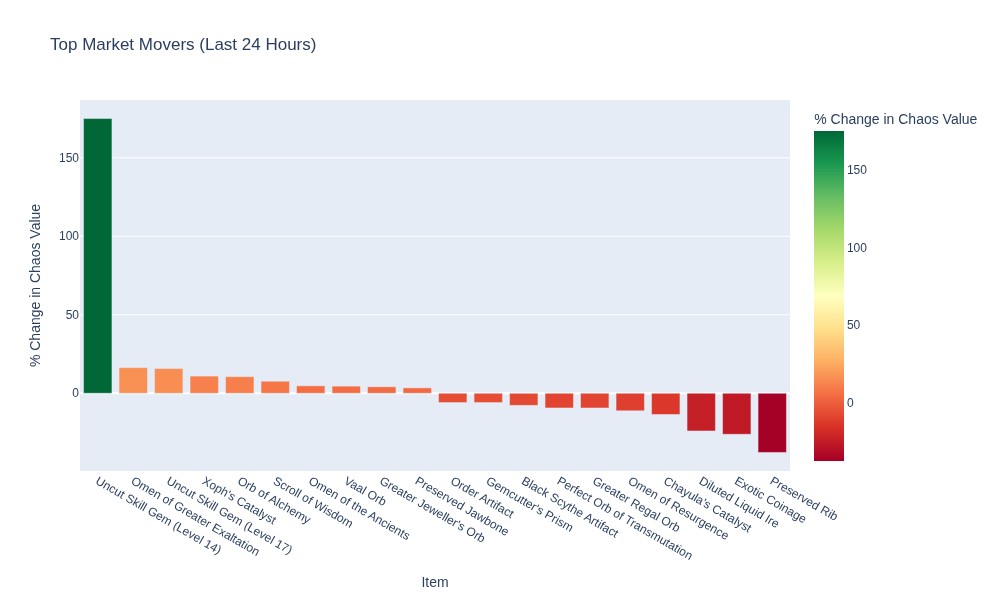 Top Market Movers (Last 24 Hours)
% Change in Chaos Value
150
100
50
0
% Change in Chaos Value
150
100
50
0
Uncut Skill Gem (Level 14)
Omen of Greater Exaltation
Uncut Skill Gem (Level 17)
Xoph's Catalyst
Orb of Alchemy
Scroll of Wisdom
Omen of the Ancients
Vaal Orb
Greater Jeweller's Orb
Preserved Jawbone
Order Artifact
Gemcutter's Prism
Black Scythe Artifact
Perfect Orb of Transmutation
Greater Regal Orb
Omen of Resurgence
Chayula's Catalyst
Diluted Liquid Ire
Exotic Coinage
Preserved Rib
Item